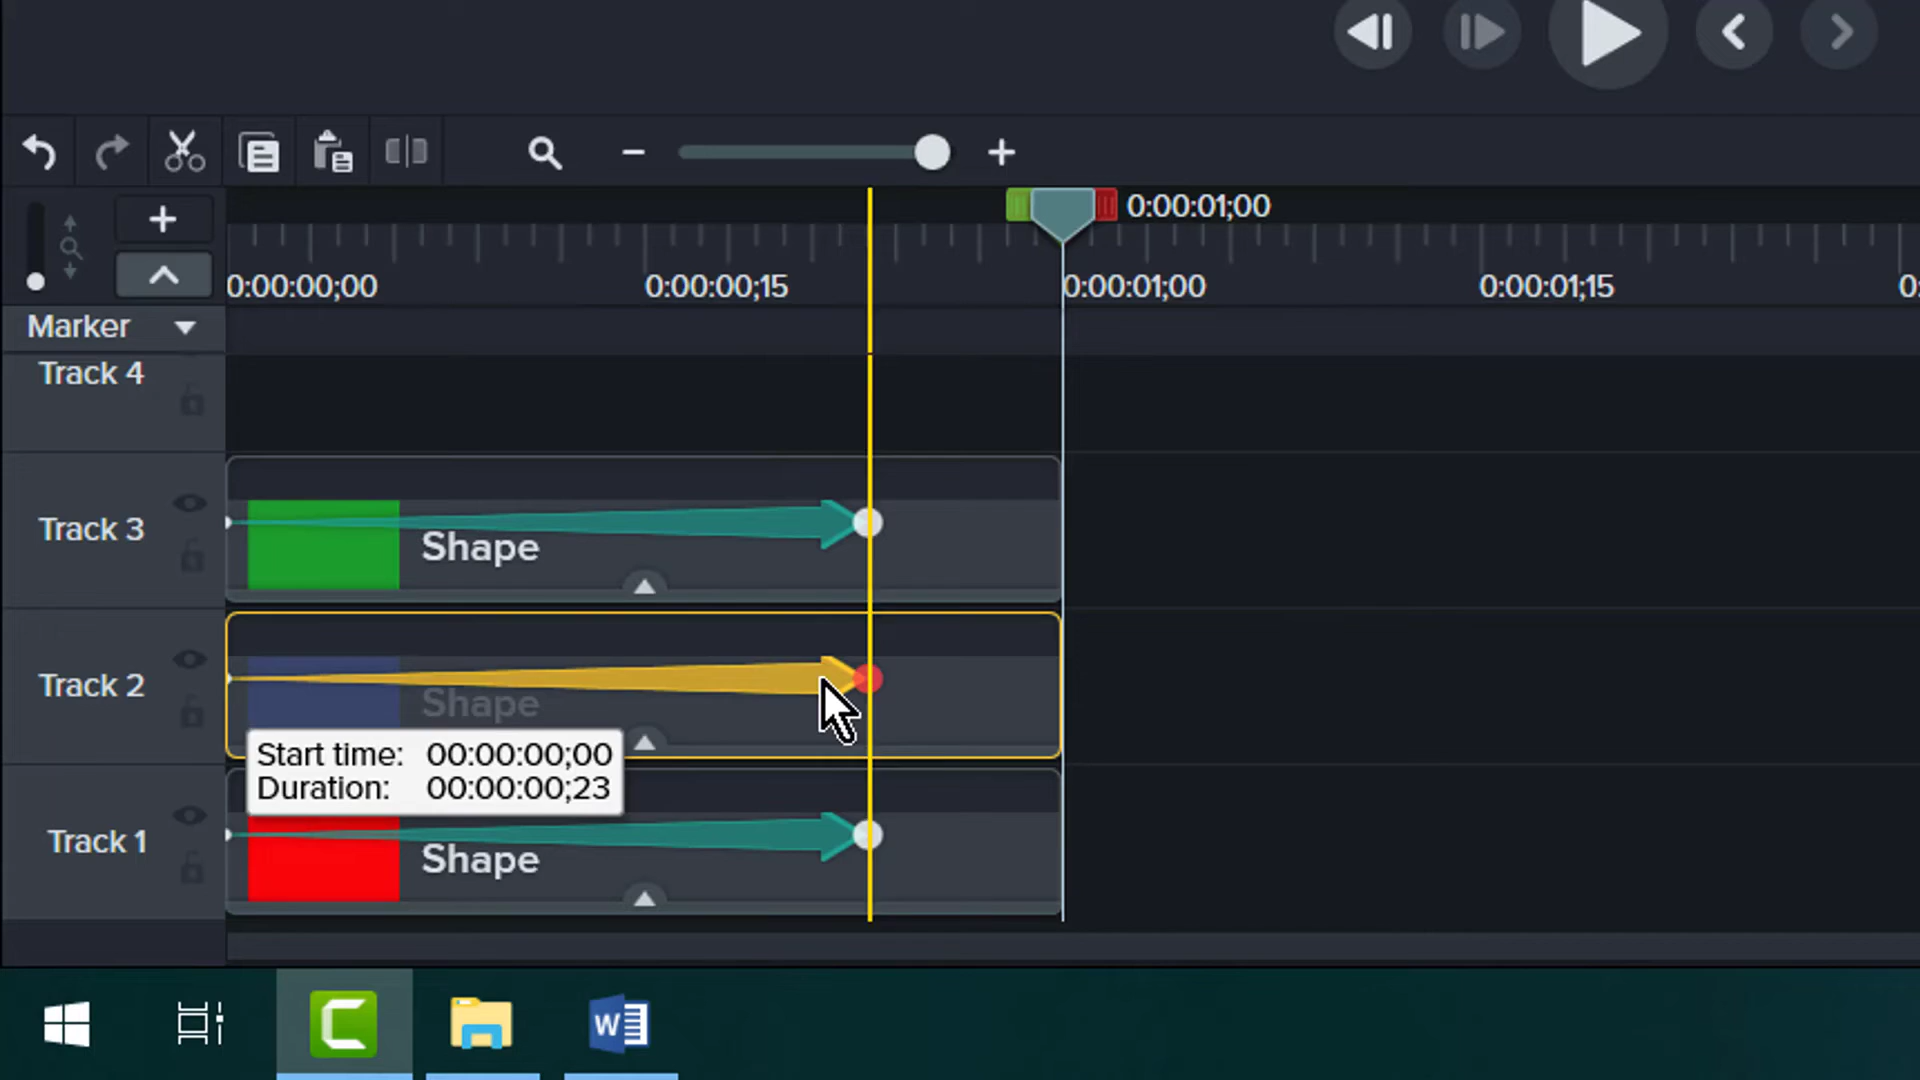 0:00:01;00
0:00:00;00
0:00:00;15
0:00:01;00
0:00:01;15
0:
Marker
Track 4
Track 3
Shape
Track 2
Shape
Start time: 00:00:00;00
Duration: 00:00:00;23
Track 1
Shape
W